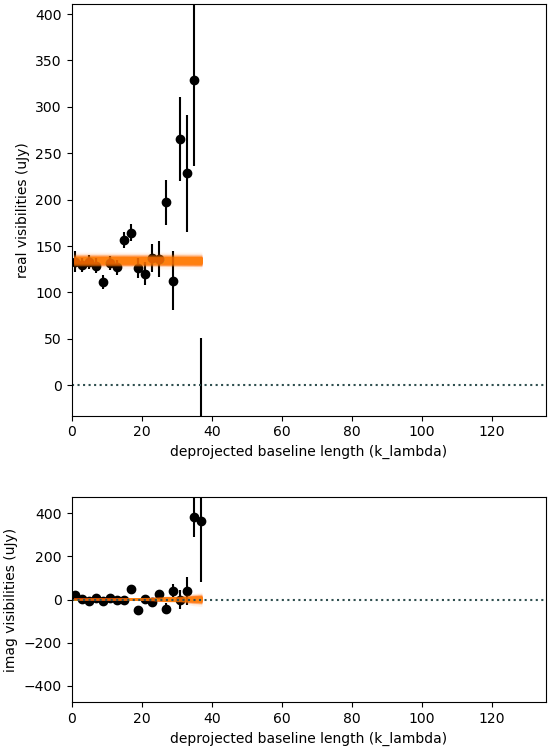 400
350
300
250
200
150
100
50
0
real visibilities (uJy)
0 20 40 60 80 100 120
deprojected baseline length (k_lambda)
400
200
0
−200
−400
imag visibilities (uJy)
0 20 40 60 80 100 120
deprojected baseline length (k_lambda)